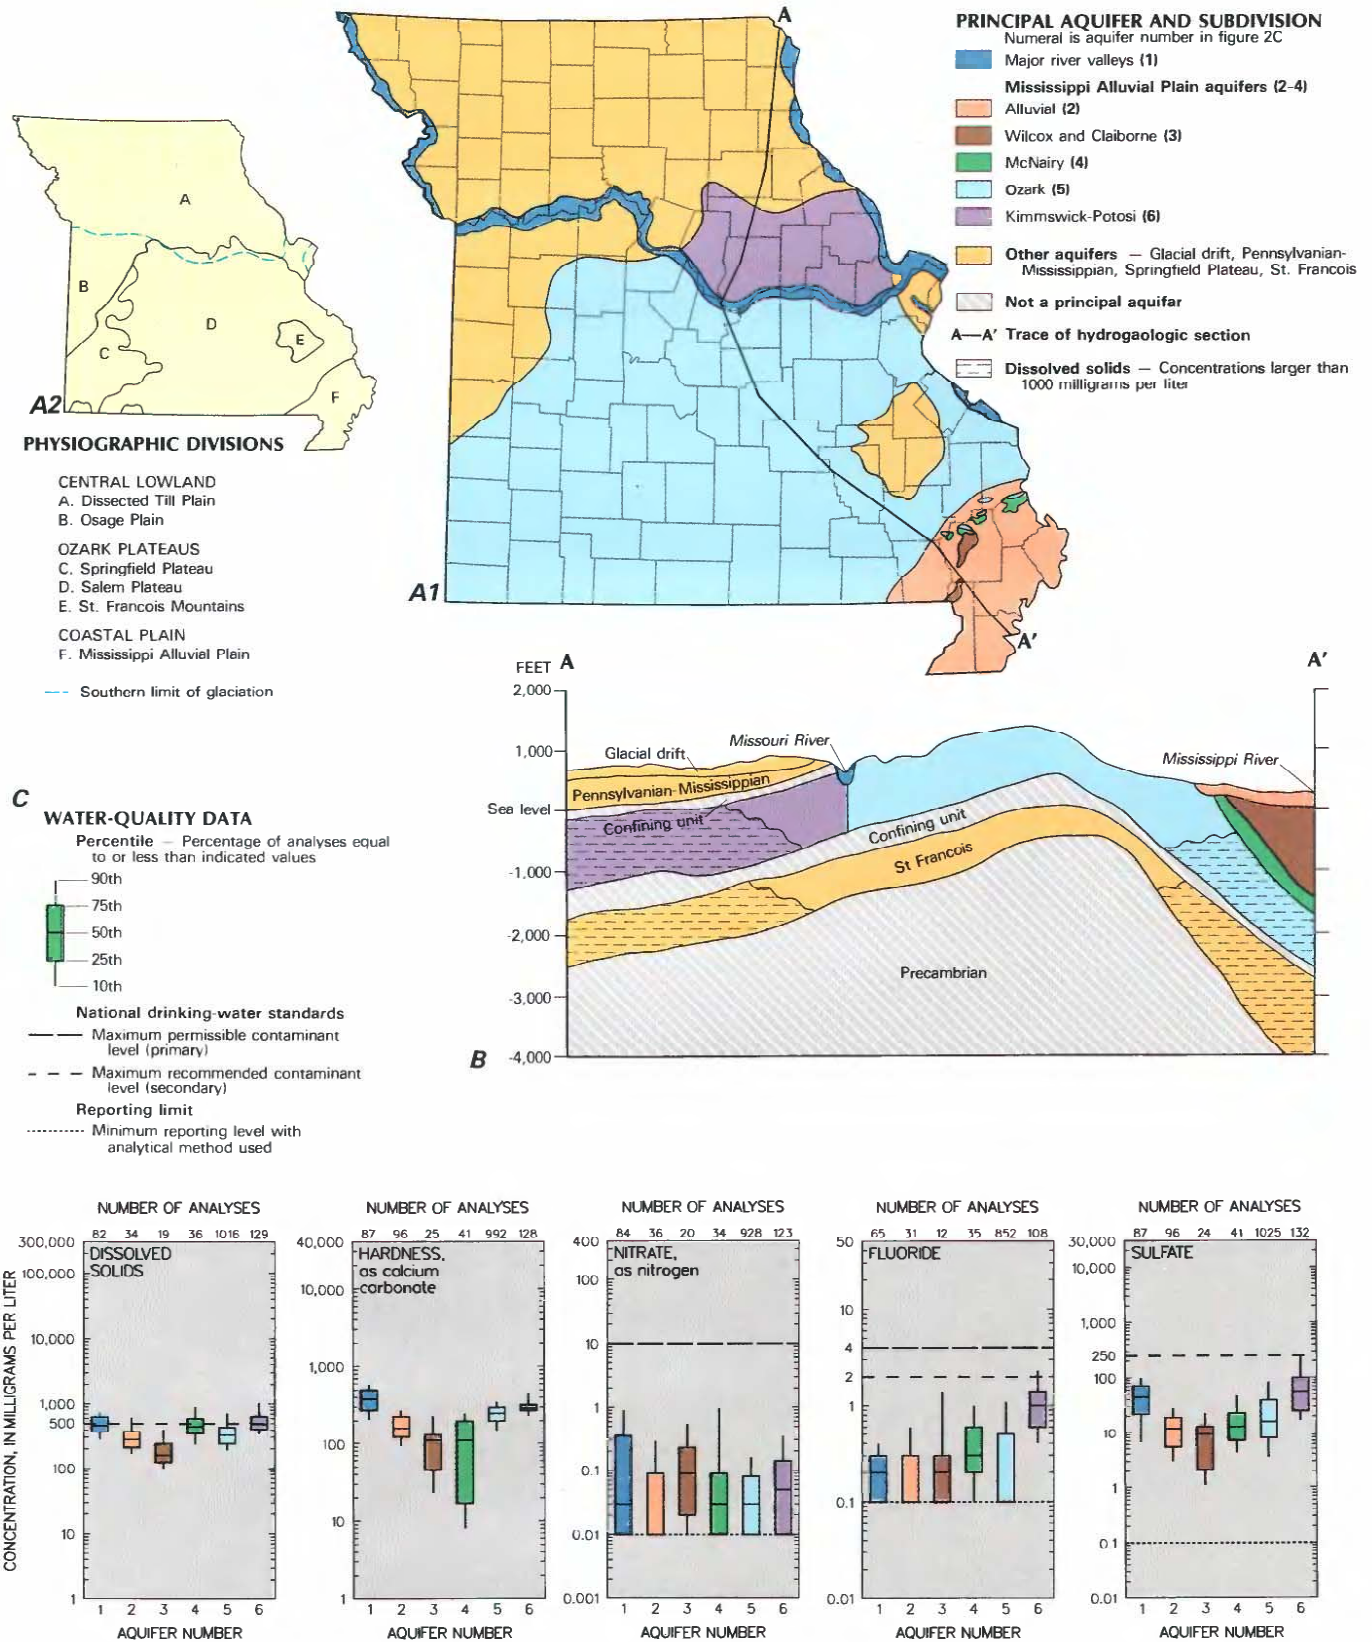 A
PRINCIPAL AQUIFER AND SUBDIVISION
Numeral is aquifer number in figure 2C
Major river valleys (1)
Mississippi Alluvial Plain aquifers (2-4)
Alluvial (2)
Wilcox and Claiborne (3)
McNairy (4)
Ozark (5)
Kimmswick-Potosi (6)
Other aquifers — Glacial drift, Pennsylvanian-
Mississippian, Springfield Plateau, St. Francois
Not a principal aquifar
A—A' Trace of hydrogaologic section
Dissolved solids — Concentrations larger than
1000 milligrams per liter
A
B
C
D
E
F
A2
PHYSIOGRAPHIC DIVISIONS
CENTRAL LOWLAND
A. Dissected Till Plain
B. Osage Plain
OZARK PLATEAUS
C. Springfield Plateau
D. Salem Plateau
E. St. Francois Mountains
COASTAL PLAIN
F. Mississippi Alluvial Plain
Southern limit of glaciation
A1
A'
FEET A
A'
2,000
1,000
Sea level
-1,000
-2,000
-3,000
-4,000
Glacial drift
Missouri River
Mississippi River
Pennsylvanian-Mississippian
Confining unit
Confining unit
St Francois
Precambrian
B
C
WATER-QUALITY DATA
Percentile — Percentage of analyses equal
to or less than indicated values
90th
75th
50th
25th
10th
National drinking-water standards
Maximum permissible contaminant
level (primary)
Maximum recommended contaminant
level (secondary)
Reporting limit
Minimum reporting level with
analytical method used
CONCENTRATION, IN MILLIGRAMS PER LITER
NUMBER OF ANALYSES
82 34 19 36 1016 129
DISSOLVED
SOLIDS
300,000
100,000
10,000
1,000
500
100
10
1
1 2 3 4 5 6
AQUIFER NUMBER
NUMBER OF ANALYSES
87 96 25 41 992 128
HARDNESS,
as calcium
carbonate
40,000
10,000
1,000
100
10
1
1 2 3 4 5 6
AQUIFER NUMBER
NUMBER OF ANALYSES
84 36 20 34 928 123
NITRATE,
as nitrogen
400
100
10
1
0.1
0.01
0.001
1 2 3 4 5 6
AQUIFER NUMBER
NUMBER OF ANALYSES
65 31 12 35 852 108
FLUORIDE
50
10
4
2
1
0.1
0.01
1 2 3 4 5 6
AQUIFER NUMBER
NUMBER OF ANALYSES
87 96 24 41 1025 132
SULFATE
30,000
10,000
1,000
250
100
10
1
0.1
0.01
1 2 3 4 5 6
AQUIFER NUMBER